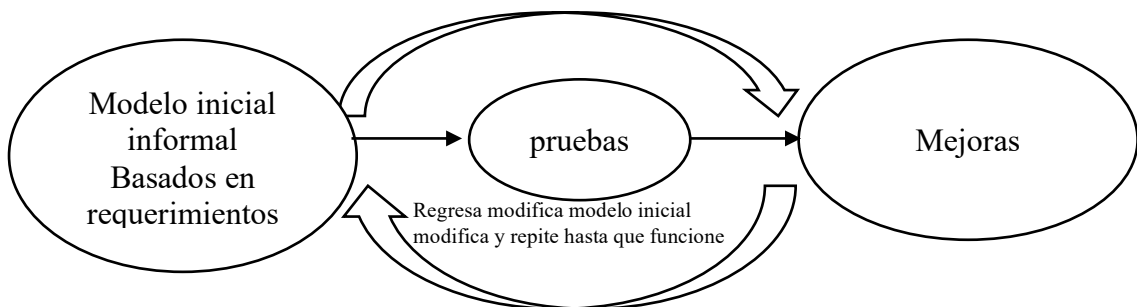 Modelo inicial
informal
Basados en
requerimientos
pruebas
Mejoras
Regresa modifica modelo inicial
modifica y repite hasta que funcione